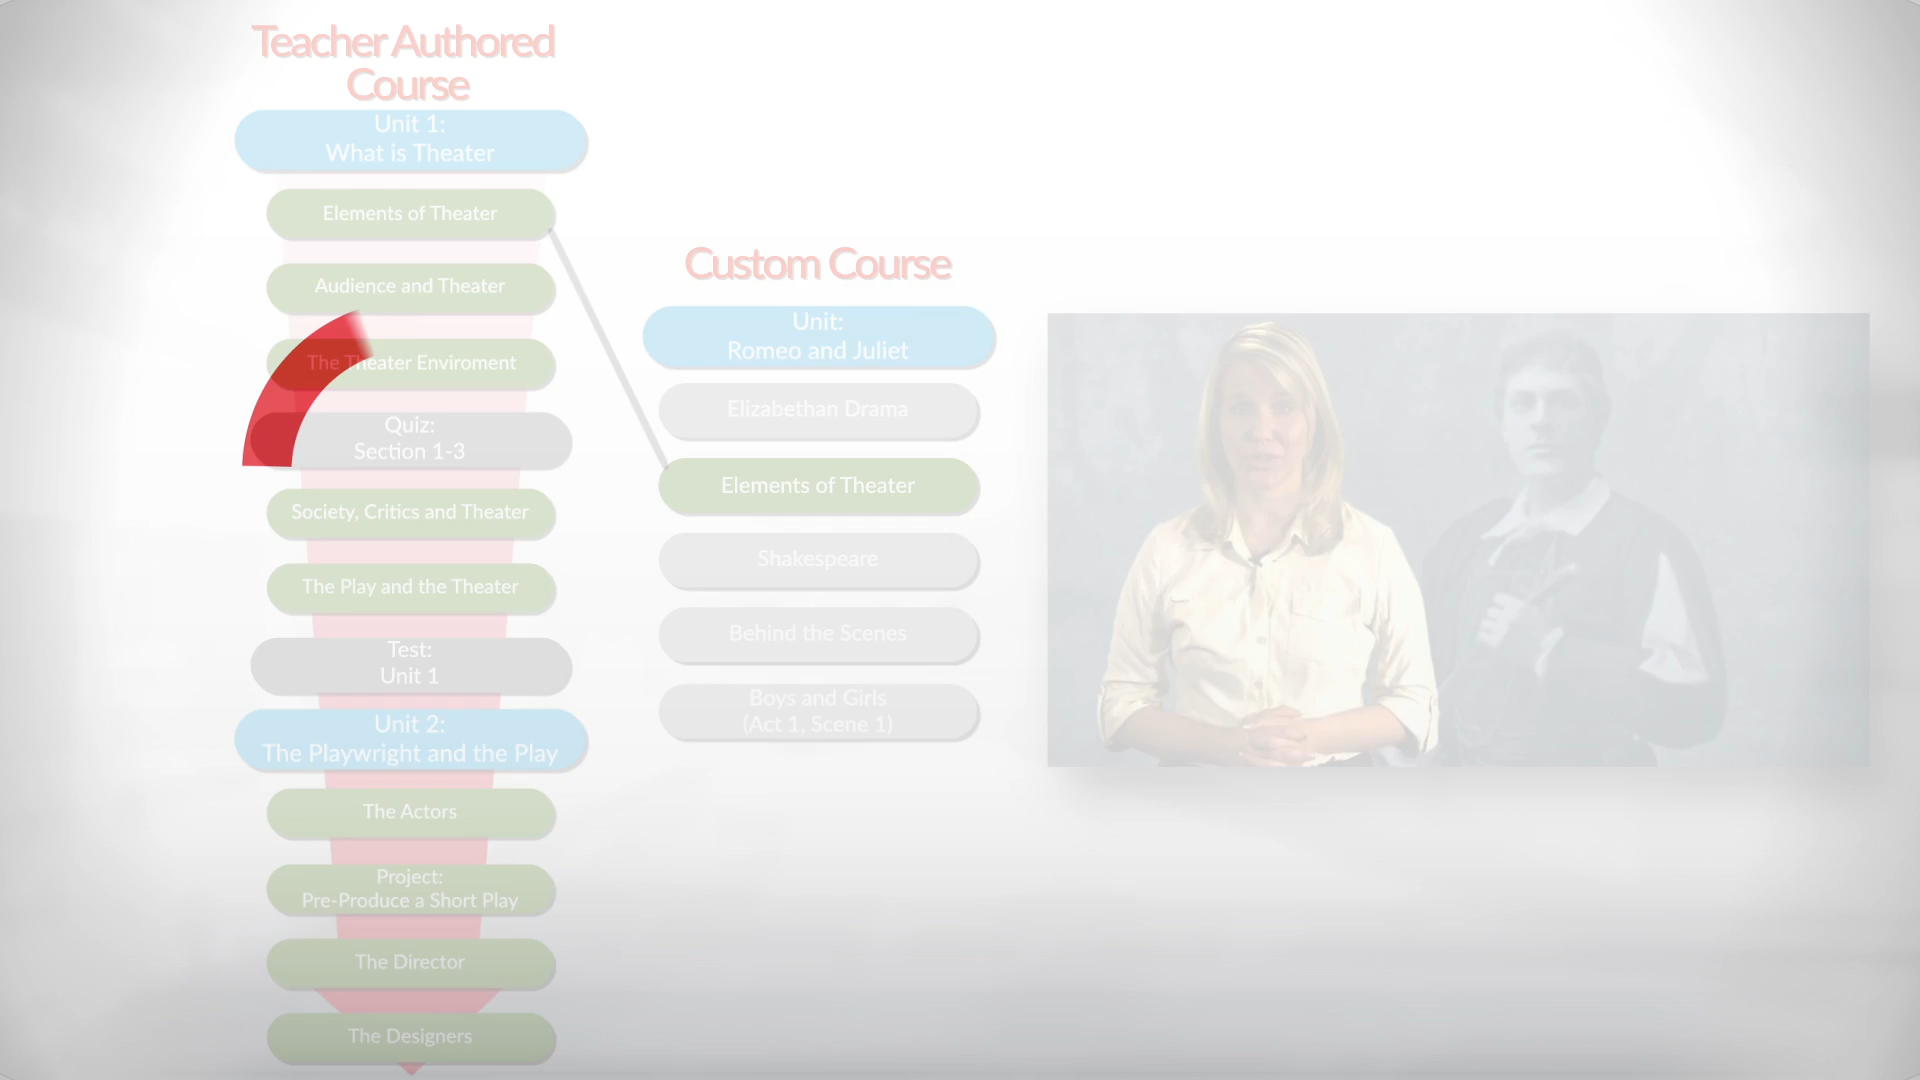 Teacher Authored
Course
Unit 1:
What is Theater
Elements of Theater
Audience and Theater
The Theater Enviroment
Quiz:
Section 1-3
Society, Critics and Theater
The Play and the Theater
Test:
Unit 1
Unit 2:
The Playwright and the Play
The Actors
Project:
Pre-Produce a Short Play
The Director
The Designers
Custom Course
Unit:
Romeo and Juliet
Elizabethan Drama
Elements of Theater
Shakespeare
Behind the Scenes
Boys and Girls
(Act 1, Scene 1)